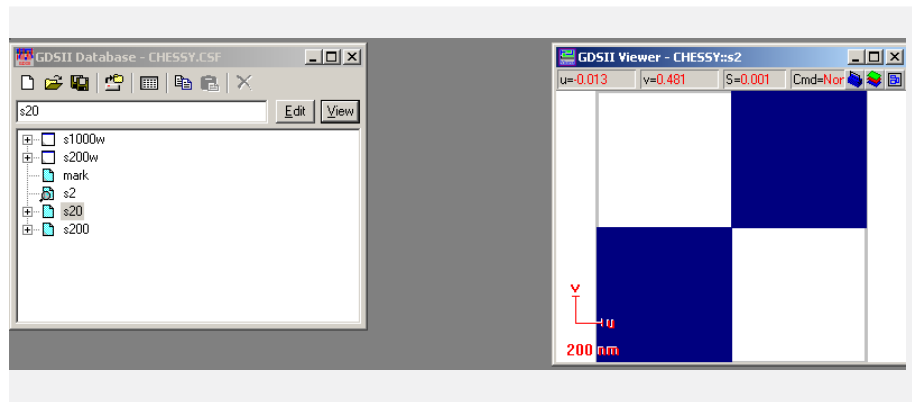 GDSII Database - CHESSY.CSF
s20
Edit View
s1000w
s200w
mark
s2
s20
s200
GDSII Viewer - CHESSY::s2
u=-0.013 v=0.481 S=0.001 Cmd=Nor
v
u
200 nm